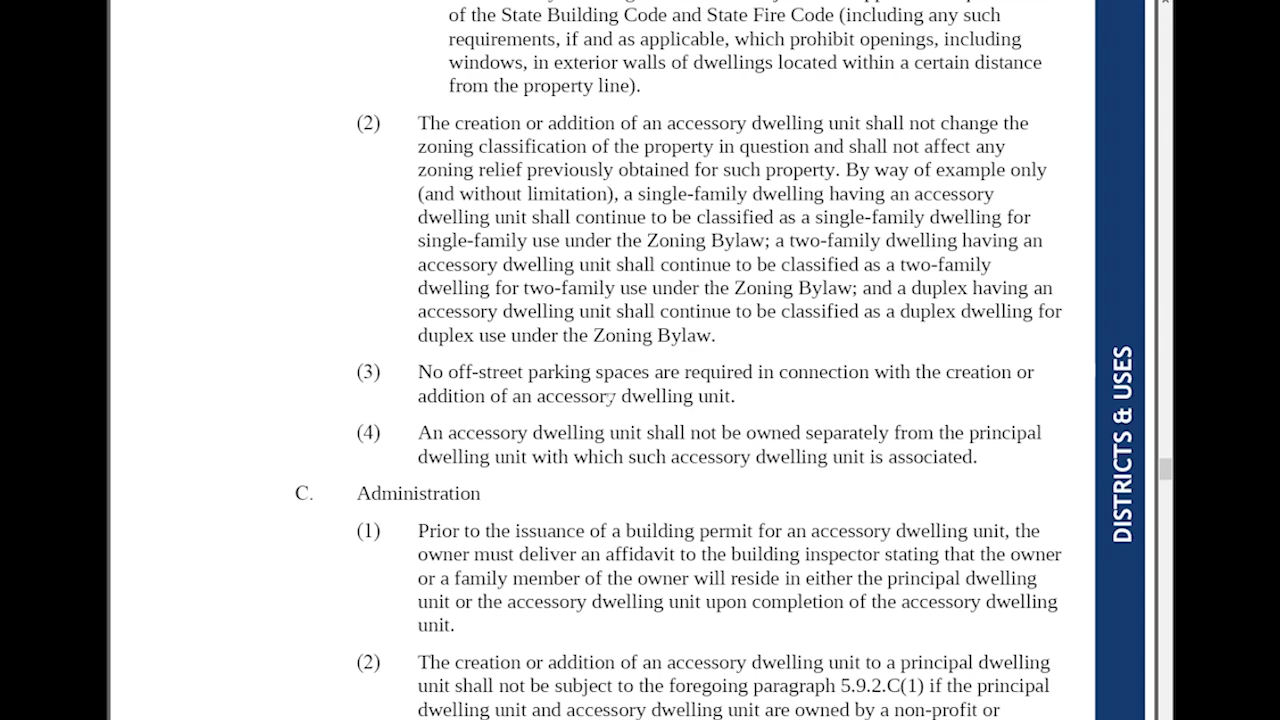 of the State Building Code and State Fire Code (including any such
requirements, if and as applicable, which prohibit openings, including
windows, in exterior walls of dwellings located within a certain distance
from the property line).
(2) The creation or addition of an accessory dwelling unit shall not change the
zoning classification of the property in question and shall not affect any
zoning relief previously obtained for such property. By way of example only
(and without limitation), a single-family dwelling having an accessory
dwelling unit shall continue to be classified as a single-family dwelling for
single-family use under the Zoning Bylaw; a two-family dwelling having an
accessory dwelling unit shall continue to be classified as a two-family
dwelling for two-family use under the Zoning Bylaw; and a duplex having an
accessory dwelling unit shall continue to be classified as a duplex dwelling for
duplex use under the Zoning Bylaw.
(3) No off-street parking spaces are required in connection with the creation or
addition of an accessory dwelling unit.
(4) An accessory dwelling unit shall not be owned separately from the principal
dwelling unit with which such accessory dwelling unit is associated.
C. Administration
(1) Prior to the issuance of a building permit for an accessory dwelling unit, the
owner must deliver an affidavit to the building inspector stating that the owner
or a family member of the owner will reside in either the principal dwelling
unit or the accessory dwelling unit upon completion of the accessory dwelling
unit.
(2) The creation or addition of an accessory dwelling unit to a principal dwelling
unit shall not be subject to the foregoing paragraph 5.9.2.C(1) if the principal
dwelling unit and accessory dwelling unit are owned by a non-profit or
DISTRICTS & USES